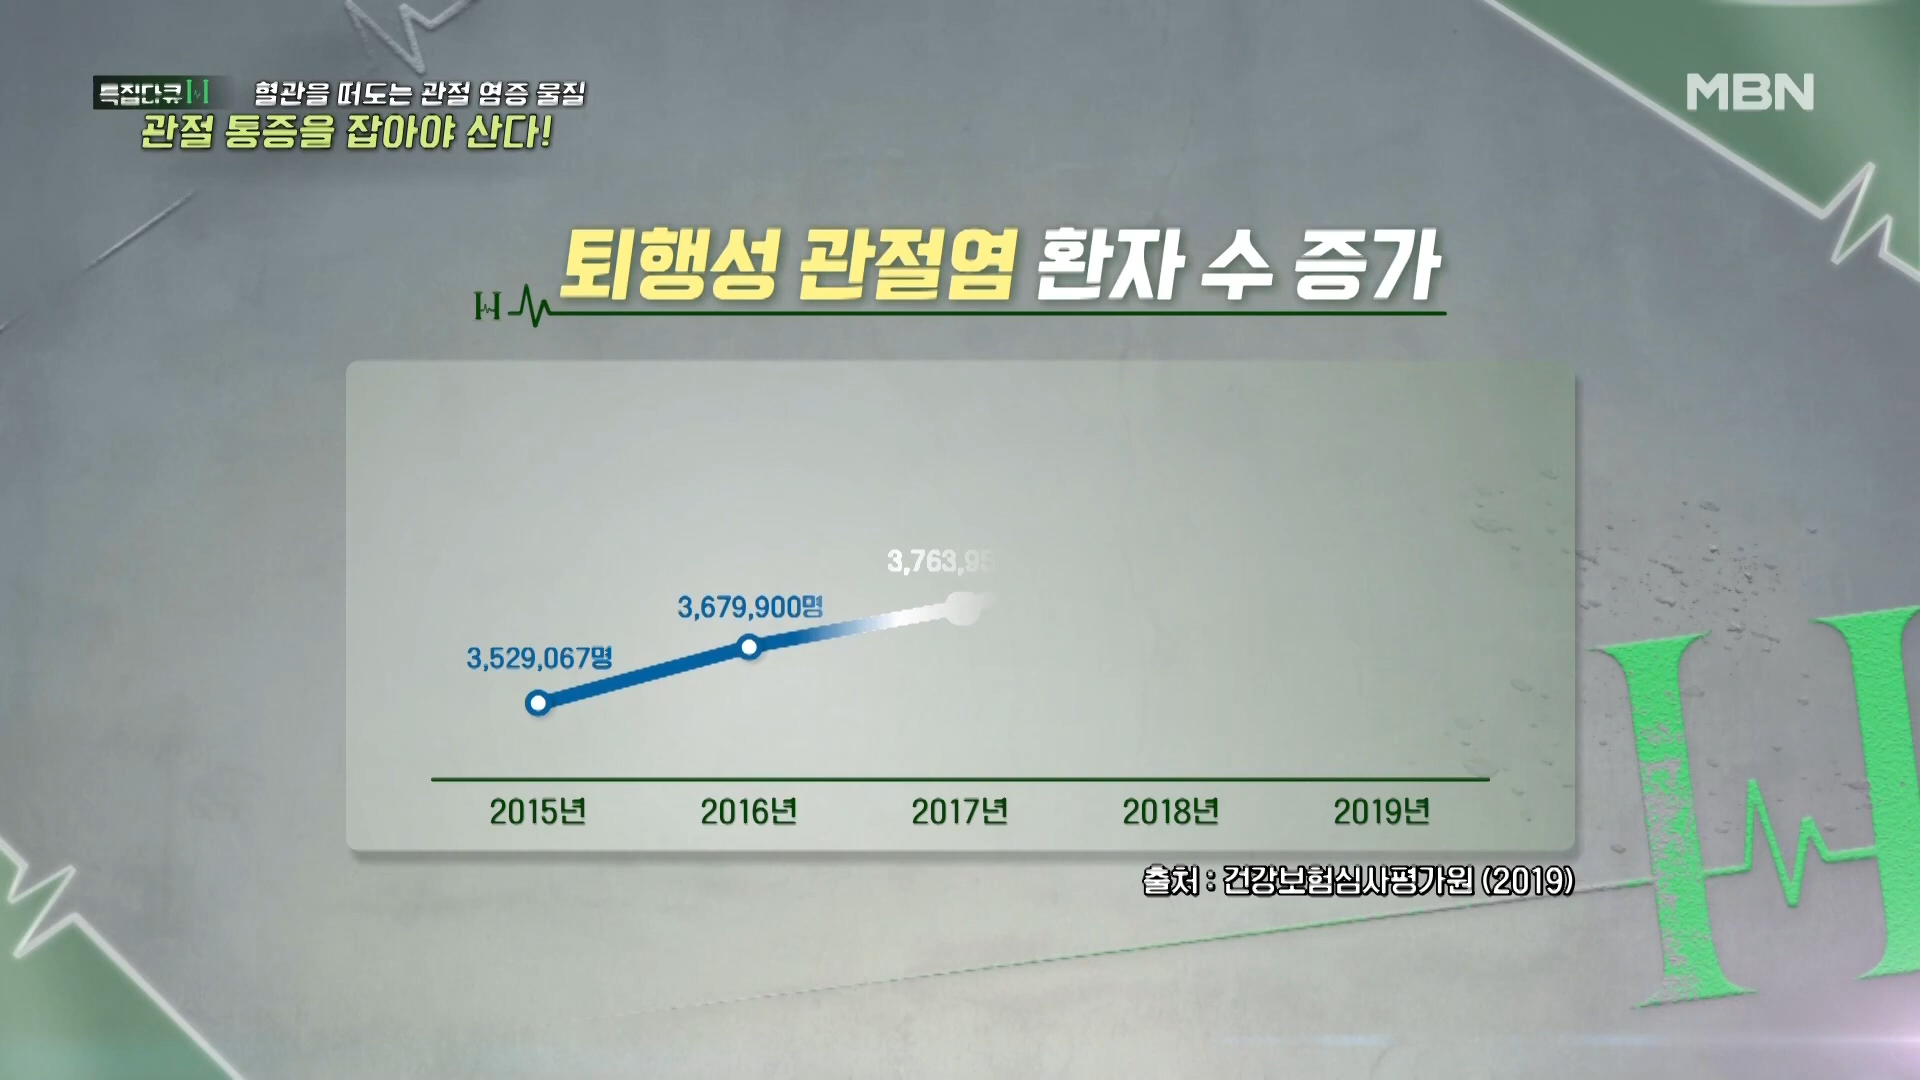 특집다큐H 혈관을 떠도는 관절 염증 물질
관절 통증을 잡아야 산다!
MBN
퇴행성 관절염 환자 수 증가
3,529,067명
3,679,900명
2015년 2016년 2017년 2018년 2019년
출처 : 건강보험심사평가원 (2019)